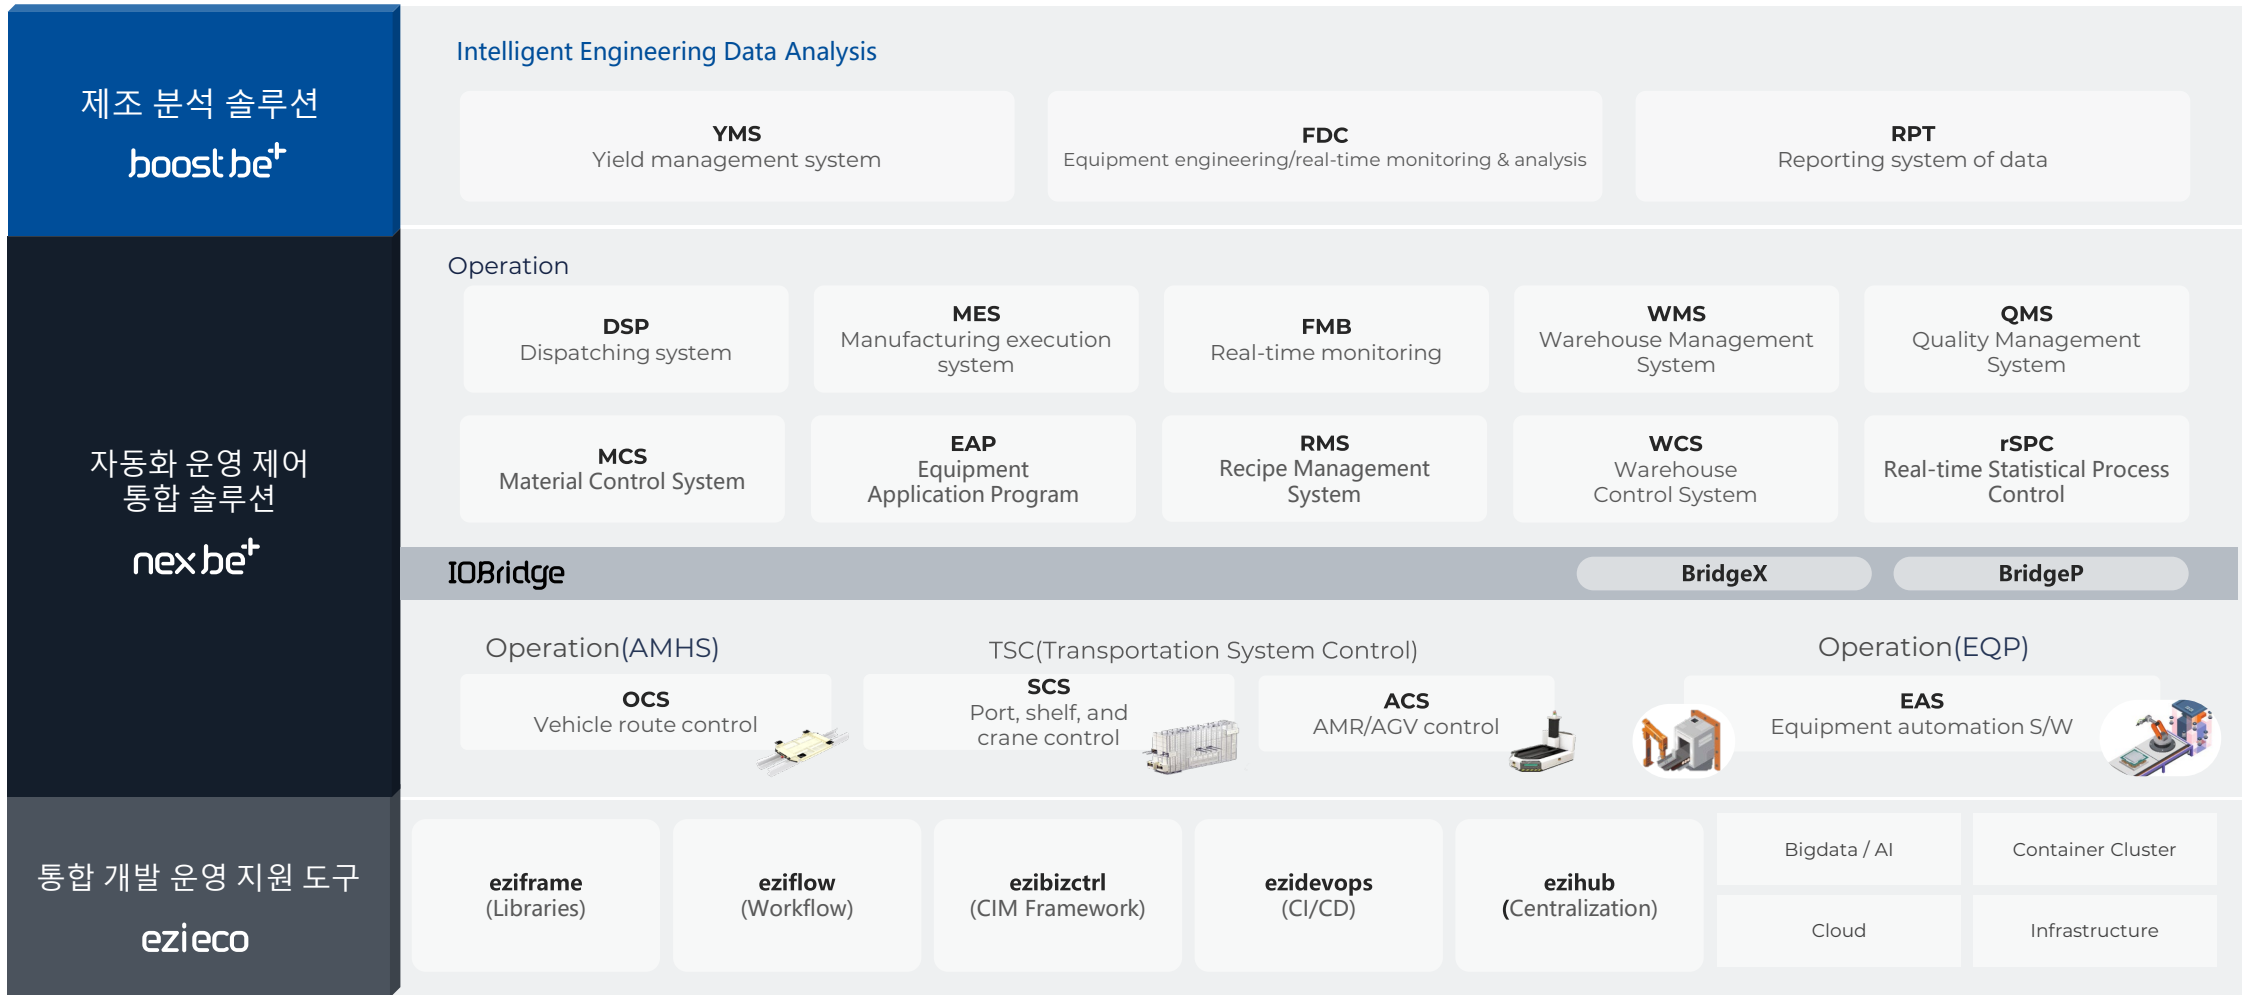 제조 분석 솔루션
boost be+
Intelligent Engineering Data Analysis
YMS
Yield management system
FDC
Equipment engineering/real-time monitoring & analysis
RPT
Reporting system of data
자동화 운영 제어
통합 솔루션
nex be+
Operation
DSP
Dispatching system
MES
Manufacturing execution
system
FMB
Real-time monitoring
WMS
Warehouse Management
System
QMS
Quality Management
System
MCS
Material Control System
EAP
Equipment
Application Program
RMS
Recipe Management
System
WCS
Warehouse
Control System
rSPC
Real-time Statistical Process
Control
IOBridge
BridgeX
BridgeP
Operation(AMHS)
TSC(Transportation System Control)
Operation(EQP)
OCS
Vehicle route control
SCS
Port, shelf, and
crane control
ACS
AMR/AGV control
EAS
Equipment automation S/W
통합 개발 운영 지원 도구
ezieco
eziframe
(Libraries)
eziflow
(Workflow)
ezibizctrl
(CIM Framework)
ezidevops
(CI/CD)
ezihub
(Centralization)
Bigdata / AI
Container Cluster
Cloud
Infrastructure